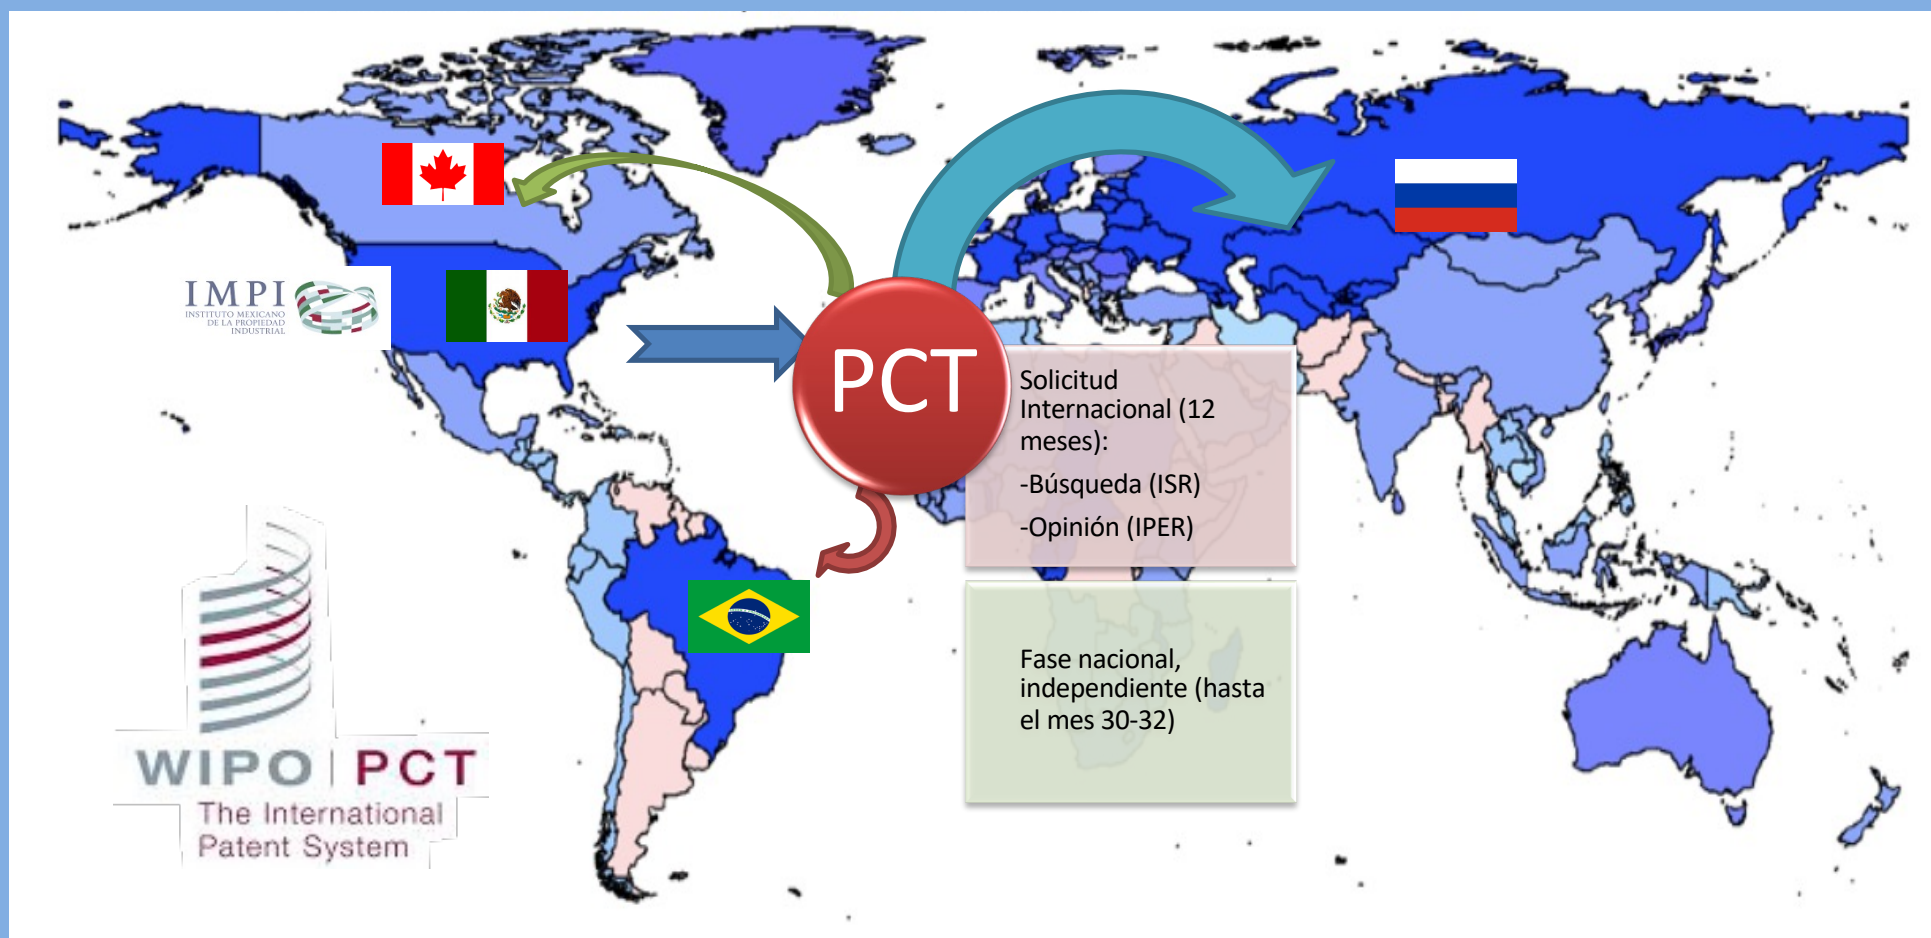 IMPI
INSTITUTO MEXICANO
DE LA PROPIEDAD
INDUSTRIAL
PCT
Solicitud
Internacional (12
meses):
-Búsqueda (ISR)
-Opinión (IPER)
Fase nacional,
independiente (hasta
el mes 30-32)
WIPO | PCT
The International
Patent System